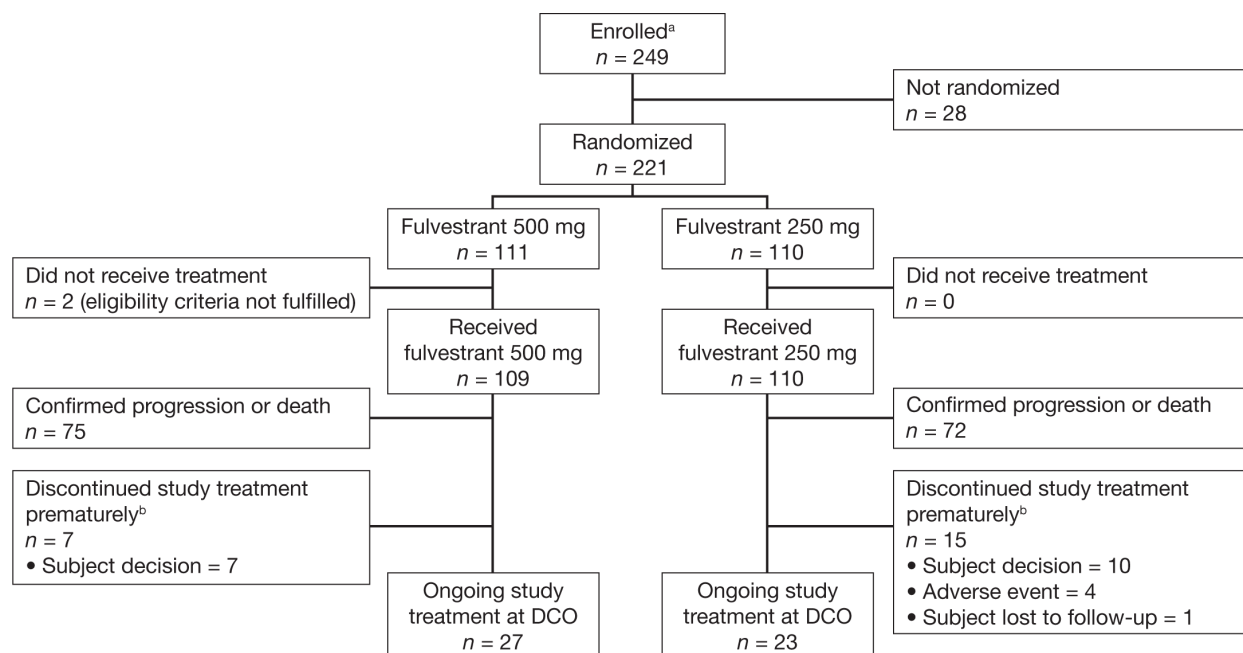 Enrolledᵃ
n = 249
Not randomized
n = 28
Randomized
n = 221
Fulvestrant 500 mg
n = 111
Fulvestrant 250 mg
n = 110
Did not receive treatment
n = 2 (eligibility criteria not fulfilled)
Did not receive treatment
n = 0
Received
fulvestrant 500 mg
n = 109
Received
fulvestrant 250 mg
n = 110
Confirmed progression or death
n = 75
Confirmed progression or death
n = 72
Discontinued study treatment
prematurelyᵇ
n = 7
• Subject decision = 7
Discontinued study treatment
prematurelyᵇ
n = 15
• Subject decision = 10
• Adverse event = 4
• Subject lost to follow-up = 1
Ongoing study
treatment at DCO
n = 27
Ongoing study
treatment at DCO
n = 23